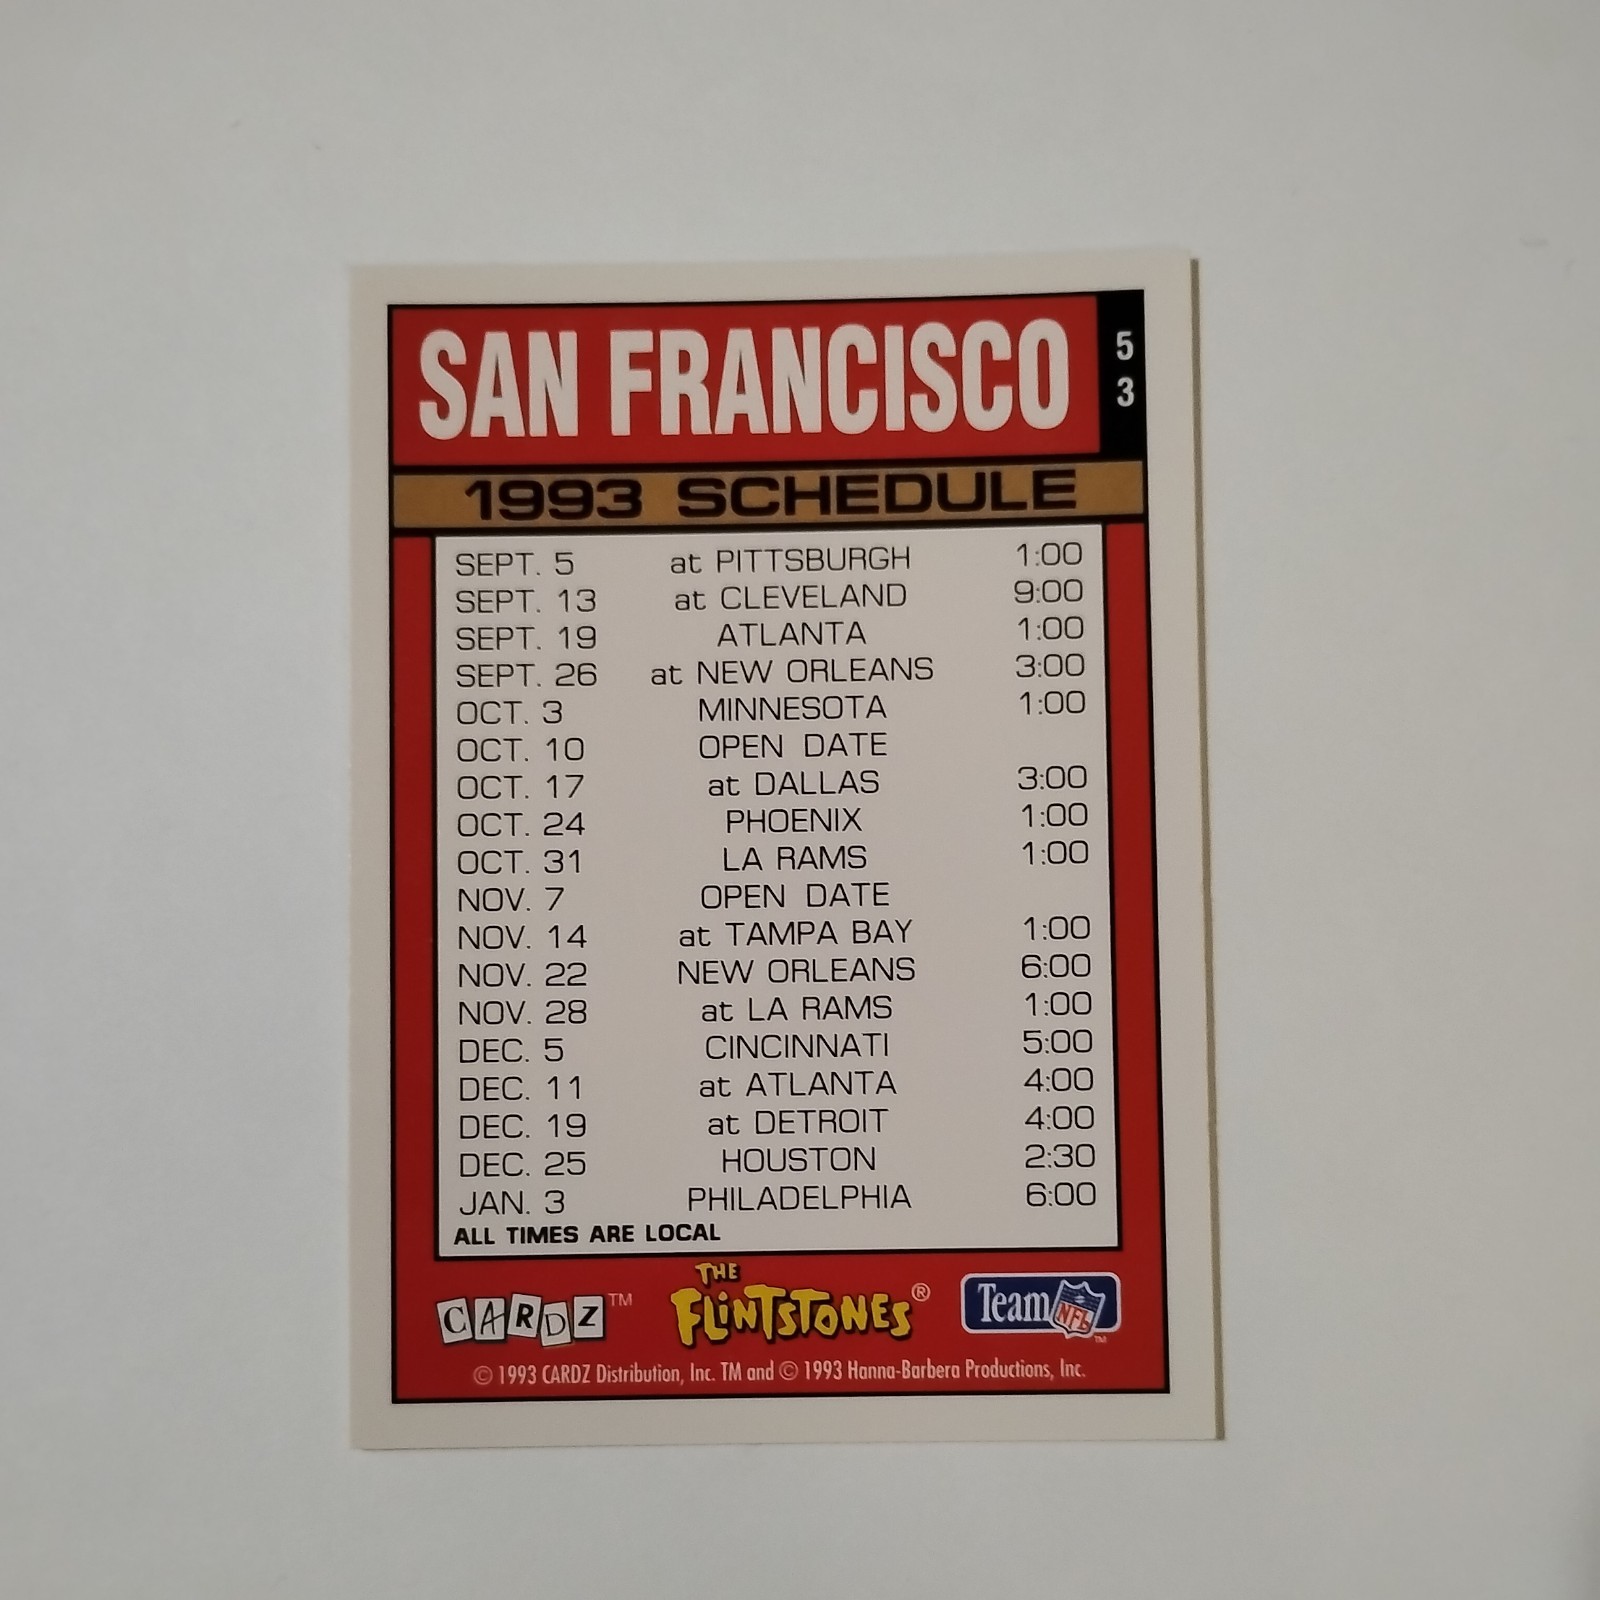 SAN FRANCISCO
5
3
1993 SCHEDULE
SEPT. 5 at PITTSBURGH 1:00
SEPT. 13 at CLEVELAND 9:00
SEPT. 19 ATLANTA 1:00
SEPT. 26 at NEW ORLEANS 3:00
OCT. 3 MINNESOTA 1:00
OCT. 10 OPEN DATE
OCT. 17 at DALLAS 3:00
OCT. 24 PHOENIX 1:00
OCT. 31 LA RAMS 1:00
NOV. 7 OPEN DATE
NOV. 14 at TAMPA BAY 1:00
NOV. 22 NEW ORLEANS 6:00
NOV. 28 at LA RAMS 1:00
DEC. 5 CINCINNATI 5:00
DEC. 11 at ATLANTA 4:00
DEC. 19 at DETROIT 4:00
DEC. 25 HOUSTON 2:30
JAN. 3 PHILADELPHIA 6:00
ALL TIMES ARE LOCAL
CARDZ™
THE
FLINTSTONES®
Team NFL™
© 1993 CARDZ Distribution, Inc. TM and © 1993 Hanna-Barbera Productions, Inc.